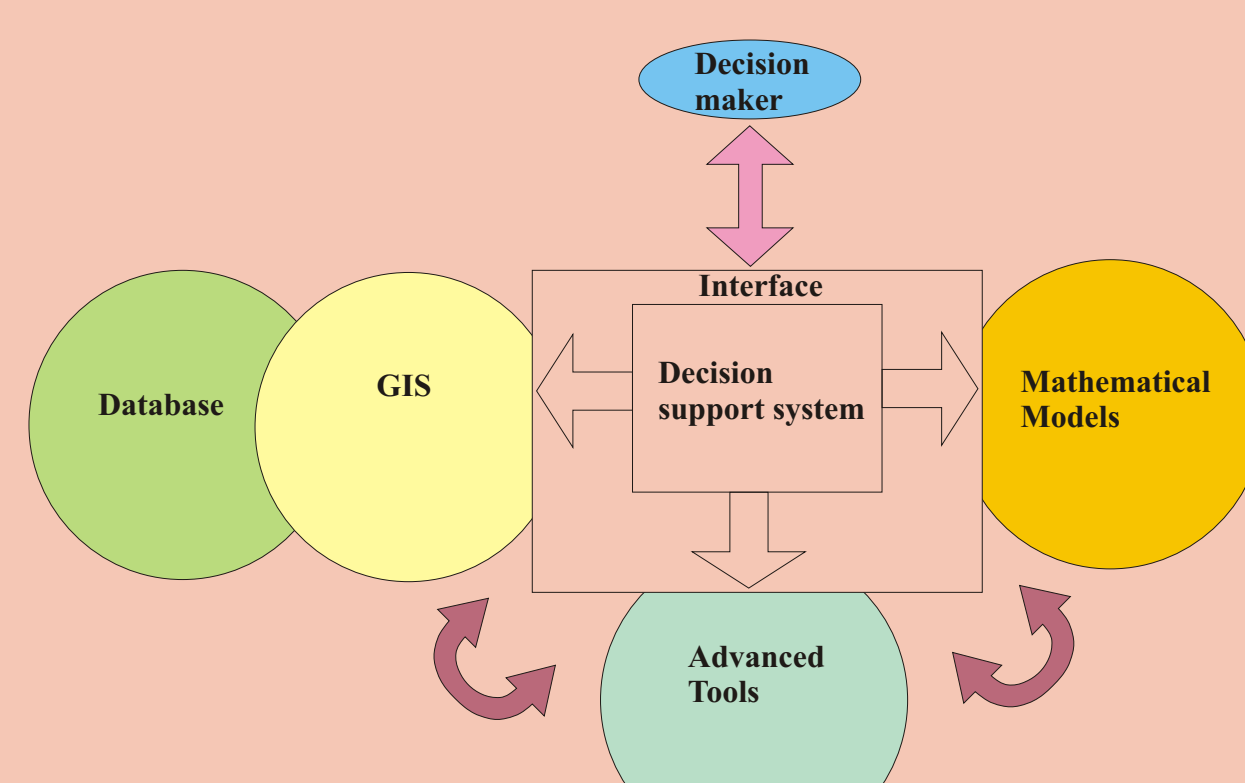 Decision
maker
Interface
Database
GIS
Decision
support system
Mathematical
Models
Advanced
Tools